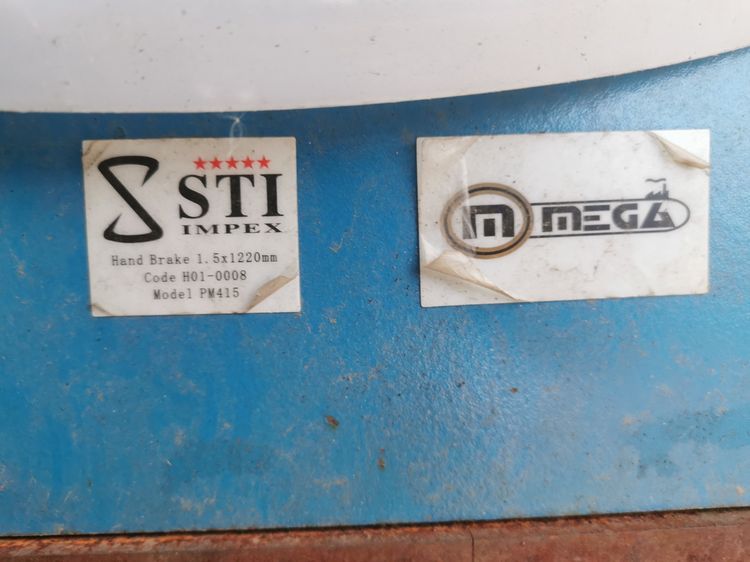 STI
IMPEX
Hand Brake 1.5x1220mm
Code H01-0008
Model PM415
m MEGA